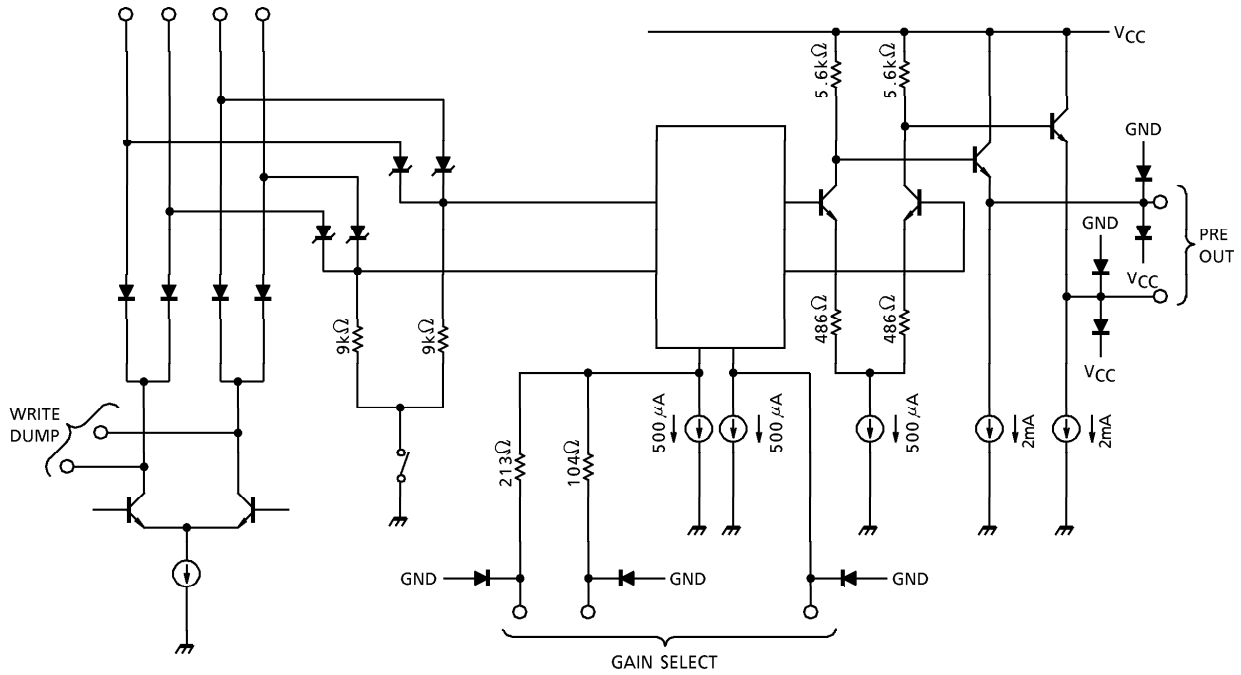 VCC
5.6kΩ
5.6kΩ
GND
GND
PRE
OUT
VCC
9kΩ
9kΩ
486Ω
486Ω
VCC
WRITE
DUMP
213Ω
104Ω
500 μA
500 μA
500 μA
2mA
2mA
GND
GND
GND
GAIN SELECT